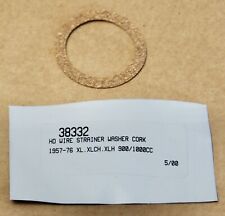 38332
HD WIRE STRAINER WASHER CORK
1957-76 XL.XLCH.XLH 900/1000CC
5/00